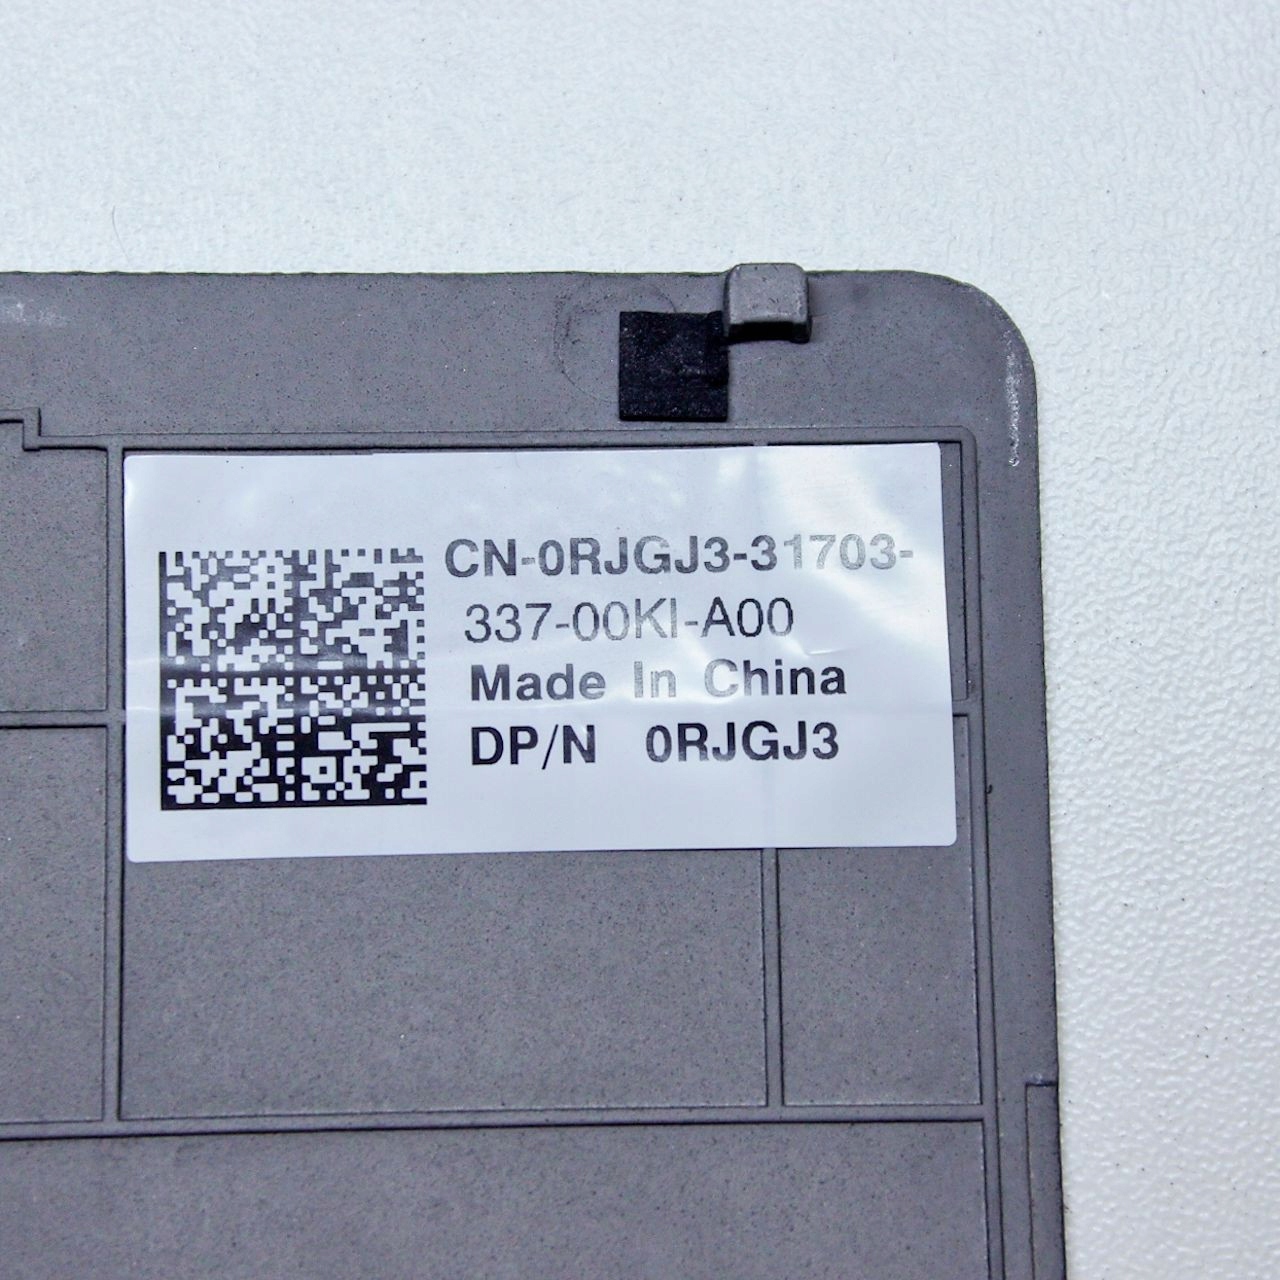 CN-0RJGJ3-31703-
337-00KI-A00
Made In China
DP/N 0RJGJ3